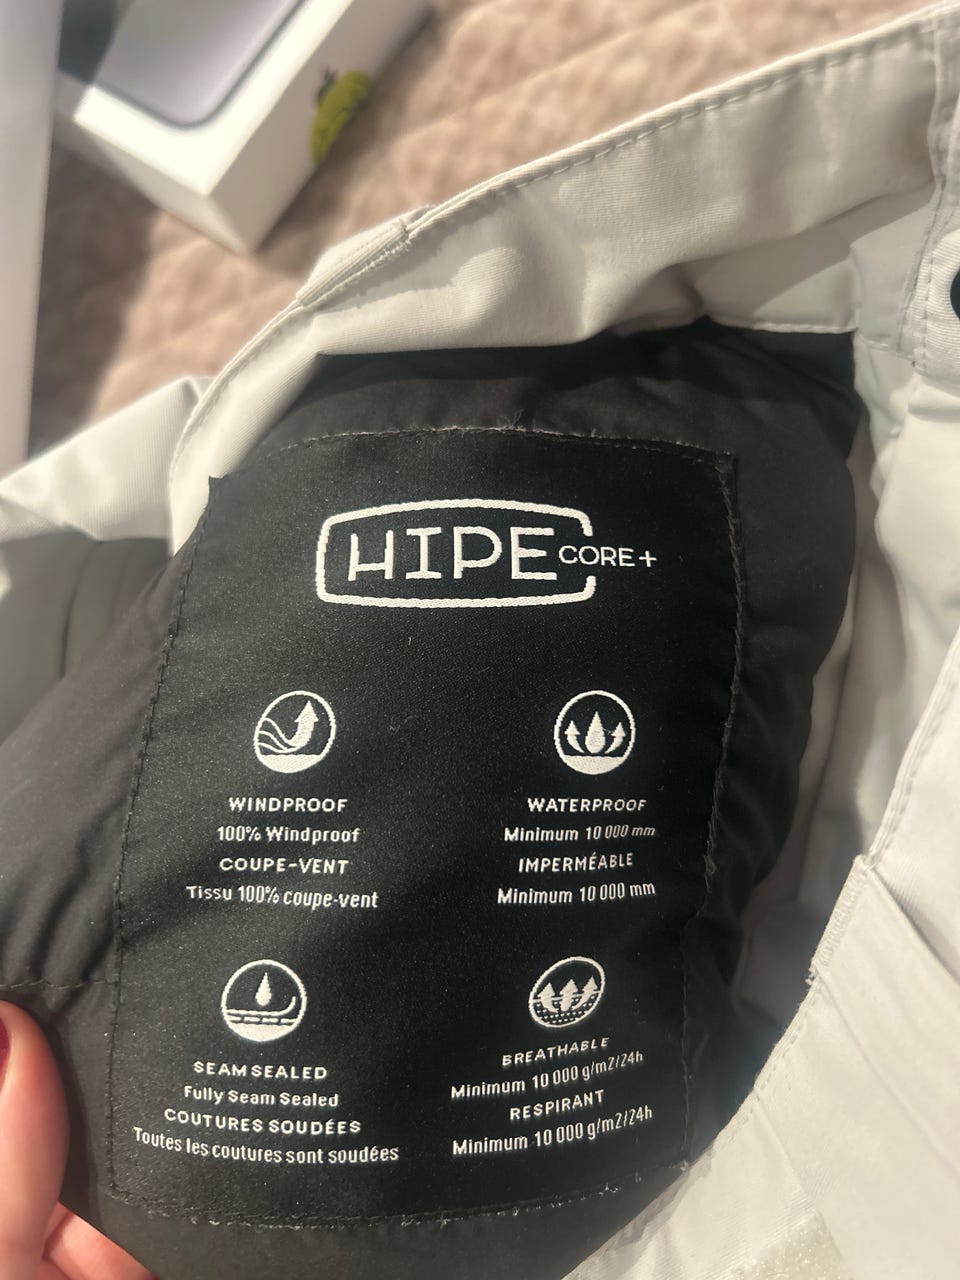 HIPE CORE+
WINDPROOF
100% Windproof
COUPE-VENT
Tissu 100% coupe-vent
WATERPROOF
Minimum 10 000 mm
IMPERMÉABLE
Minimum 10 000 mm
SEAM SEALED
Fully Seam Sealed
COUTURES SOUDÉES
Toutes les coutures sont soudées
BREATHABLE
Minimum 10 000 g/m2/24h
RESPIRANT
Minimum 10 000 g/m2/24h